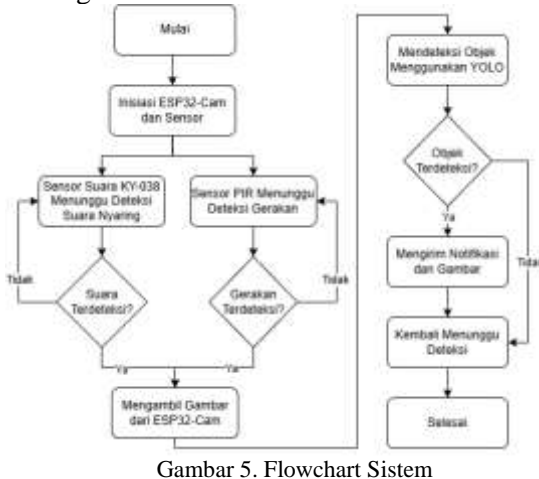 Mulai
Inisiasi ESP32-Cam
dan Sensor
Sensor Suara KY-038
Menunggu Deteksi
Suara Nyaring
Sensor PIR Menunggu
Deteksi Gerakan
Tidak
Suara
Terdeteksi?
Gerakan
Terdeteksi?
Tidak
Ya
Ya
Mengambil Gambar
dari ESP32-Cam
Mendeteksi Objek
Menggunakan YOLO
Objek
Terdeteksi?
Ya
Tidak
Mengirim Notifikasi
dan Gambar
Kembali Menunggu
Deteksi
Selesai
Gambar 5. Flowchart Sistem